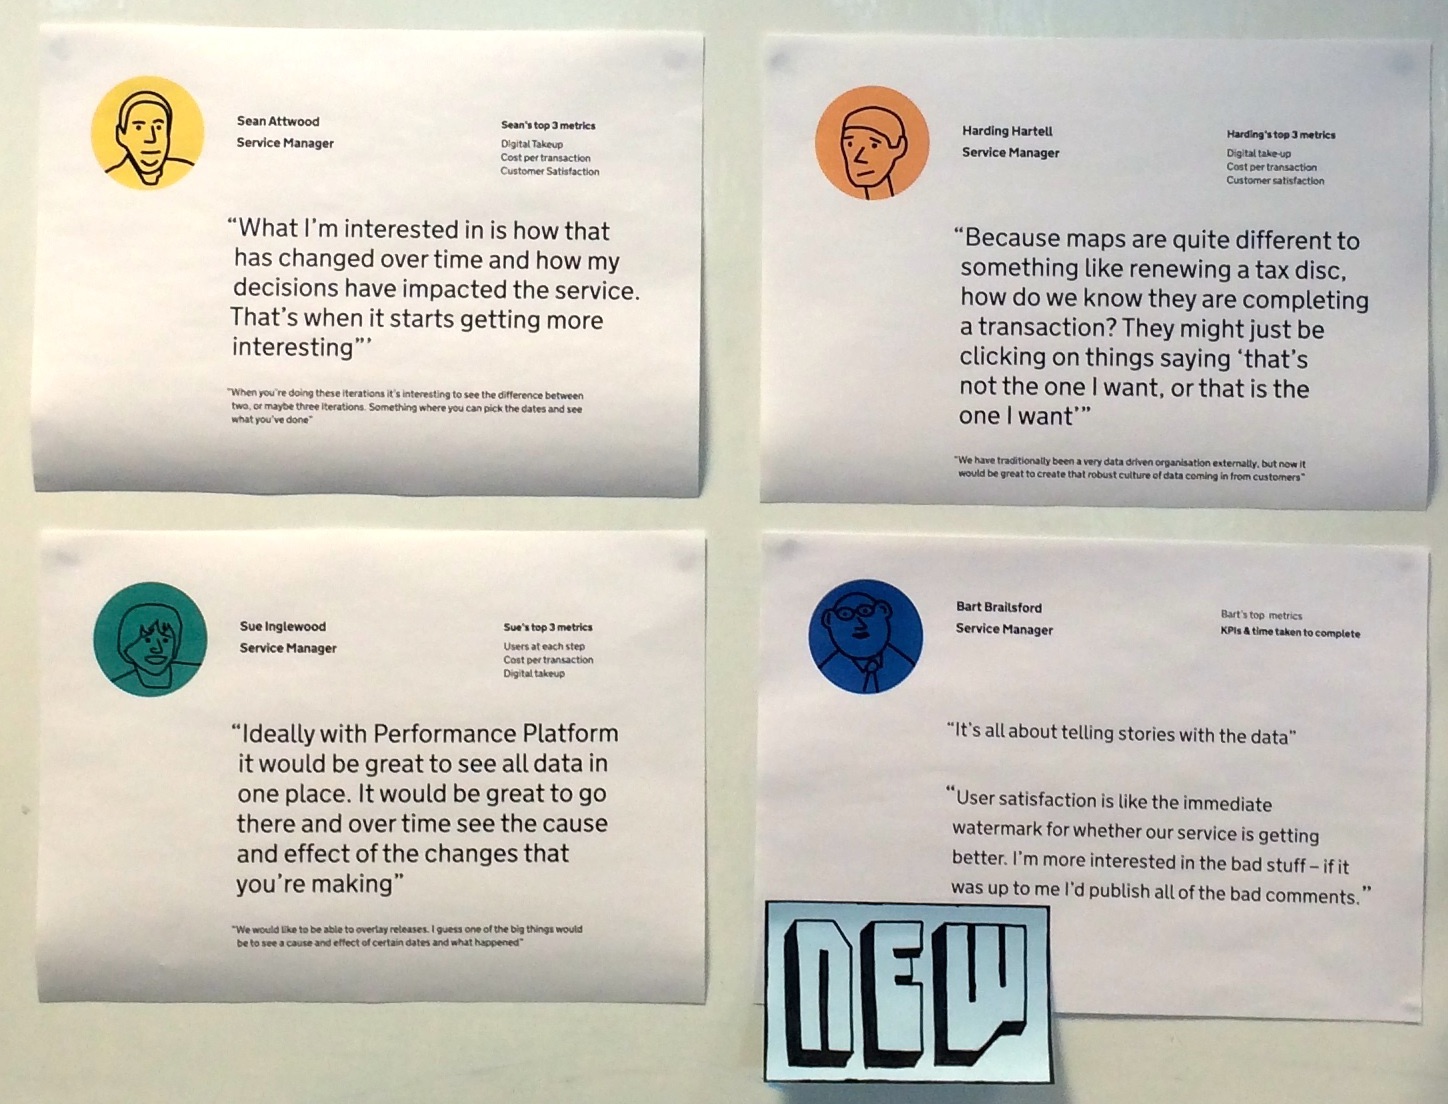 Sean Attwood
Service Manager
Sean's top 3 metrics
Digital Takeup
Cost per transaction
Customer Satisfaction
“What I'm interested in is how that
has changed over time and how my
decisions have impacted the service.
That's when it starts getting more
interesting”’
"When you're doing these iterations it's interesting to see the difference between
two, or maybe three iterations. Something where you can pick the dates and see
what you've done"
Harding Hartell
Service Manager
Harding's top 3 metrics
Digital take-up
Cost per transaction
Customer satisfaction
“Because maps are quite different to
something like renewing a tax disc,
how do we know they are completing
a transaction? They might just be
clicking on things saying ‘that's
not the one I want, or that is the
one I want’”
"We have traditionally been a very data driven organisation externally, but now it
would be great to create that robust culture of data coming in from customers"
Sue Inglewood
Service Manager
Sue's top 3 metrics
Users at each step
Cost per transaction
Digital takeup
“Ideally with Performance Platform
it would be great to see all data in
one place. It would be great to go
there and over time see the cause
and effect of the changes that
you're making”
"We would like to be able to overlay releases. I guess one of the big things would
be to see a cause and effect of certain dates and what happened"
Bart Brailsford
Service Manager
Bart's top metrics
KPIs & time taken to complete
“It's all about telling stories with the data”
“User satisfaction is like the immediate
watermark for whether our service is getting
better. I'm more interested in the bad stuff – if it
was up to me I'd publish all of the bad comments.”
NEW